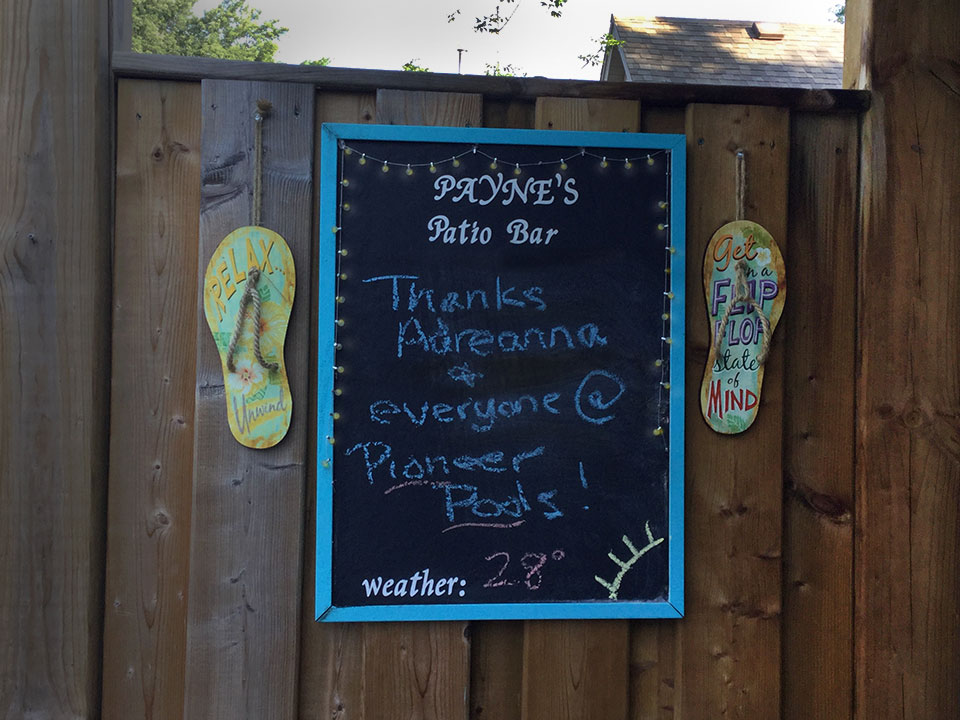 PAYNE'S
Patio Bar
Thanks
Adreanna
+
everyone @
Pioneer
Pools!
weather: 28°
RELAX...
Unwind
Get
in a
FLIP
FLOP
state
of
MIND